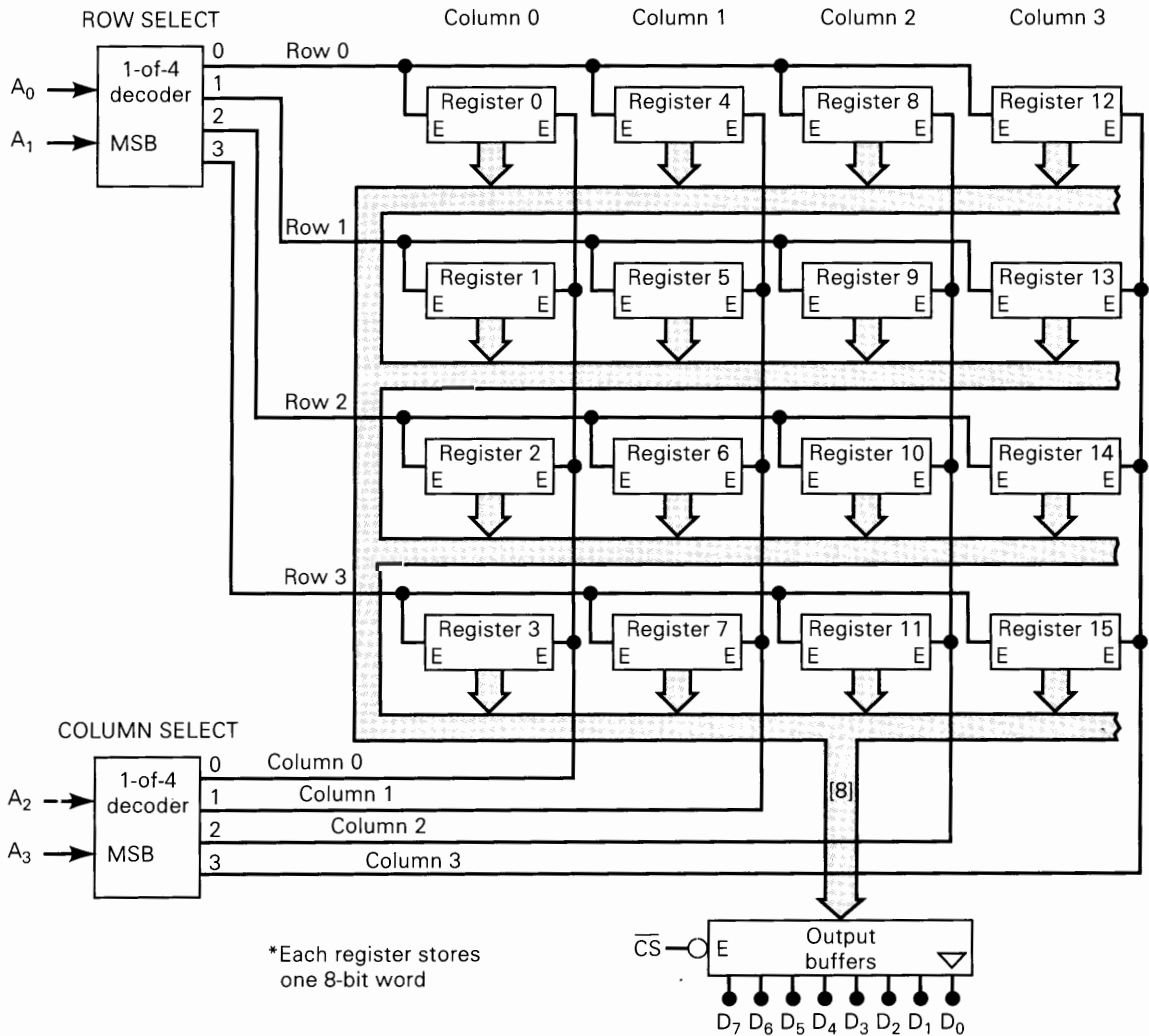 ROW SELECT
Column 0
Column 1
Column 2
Column 3
A0
A1
1-of-4
decoder
MSB
0
1
2
3
Row 0
Register 0
E E
Register 4
E E
Register 8
E E
Register 12
E E
Row 1
Register 1
E E
Register 5
E E
Register 9
E E
Register 13
E E
Row 2
Register 2
E E
Register 6
E E
Register 10
E E
Register 14
E E
Row 3
Register 3
E E
Register 7
E E
Register 11
E E
Register 15
E E
COLUMN SELECT
A2
A3
1-of-4
decoder
MSB
0
1
2
3
Column 0
Column 1
Column 2
Column 3
[8]
*Each register stores
one 8-bit word
C̅S̅
E
Output
buffers
D7 D6 D5 D4 D3 D2 D1 D0